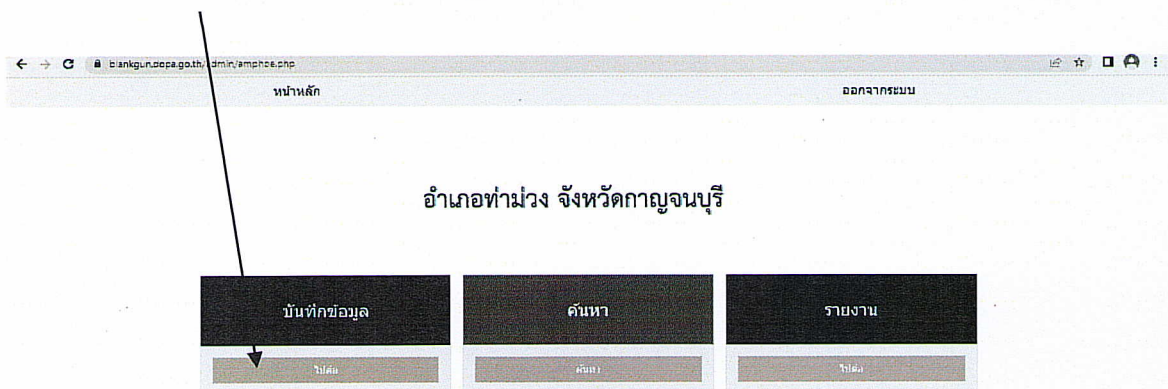 blankgun.dopa.go.th/admin/amphoe.php
หน้าหลัก ออกจากระบบ
อำเภอท่าม่วง จังหวัดกาญจนบุรี
บันทึกข้อมูล ค้นหา รายงาน
ไปต่อ ค้นหา ไปต่อ